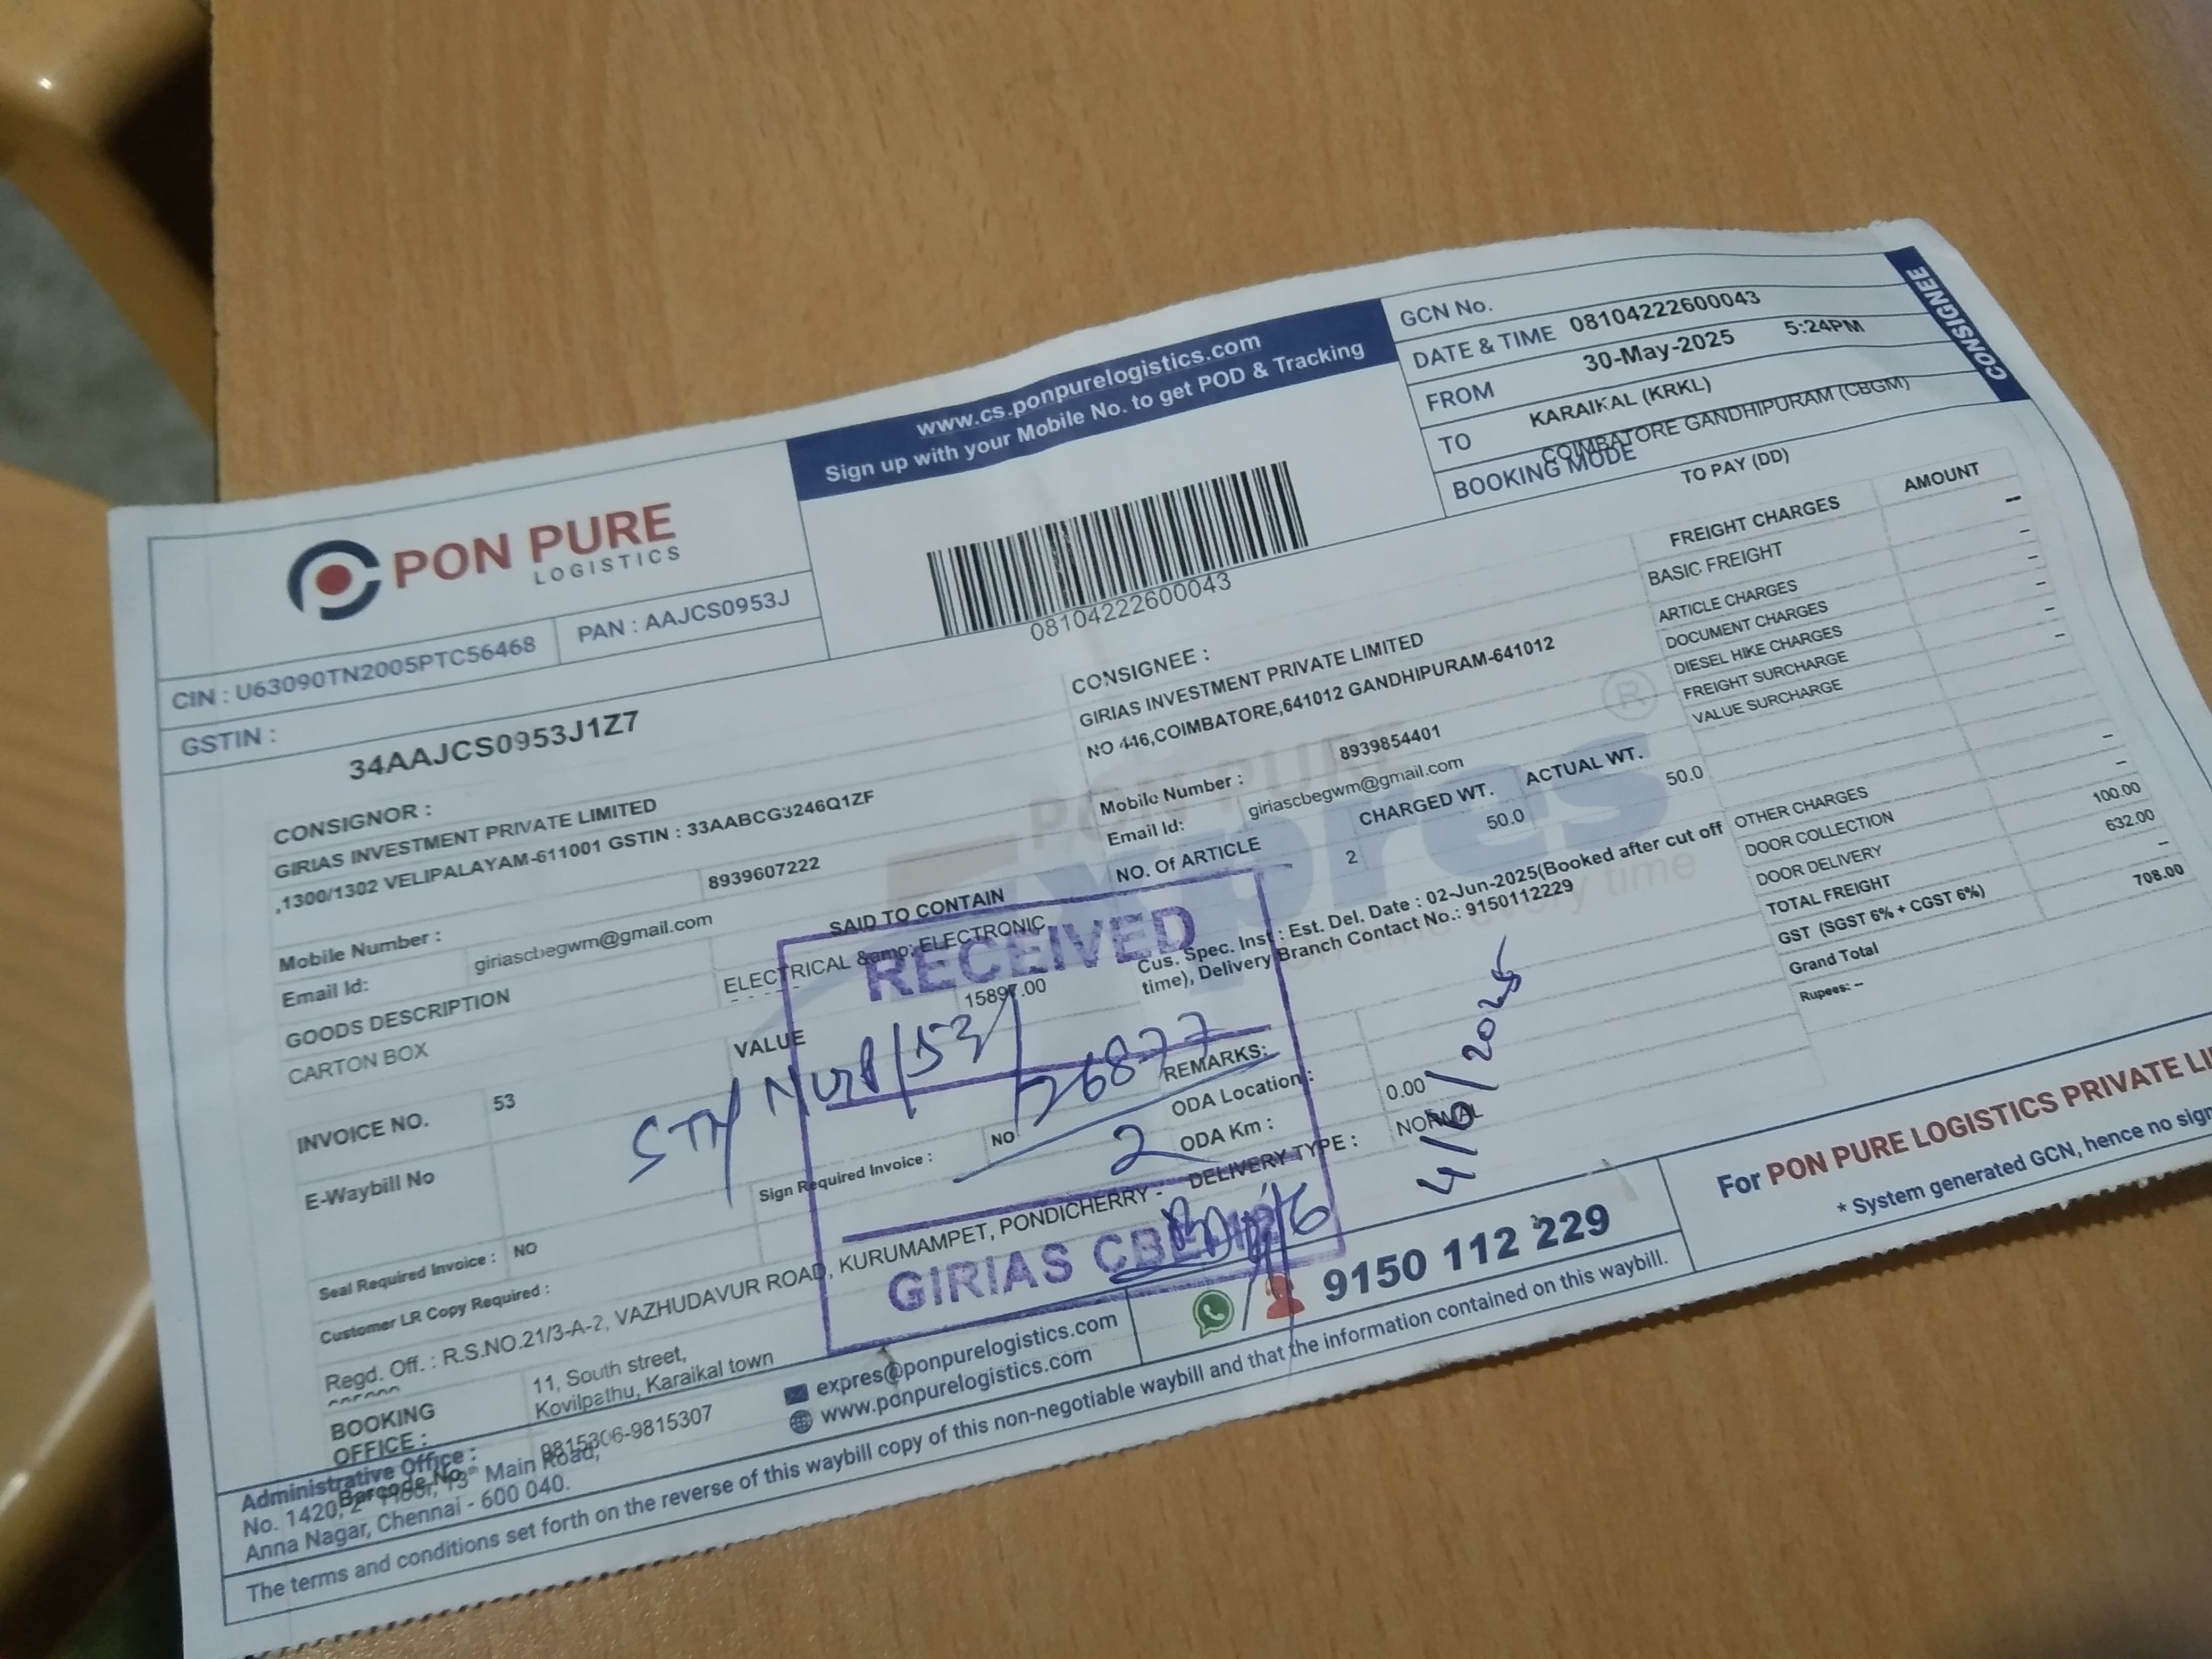 CONSIGNEE
www.cs.ponpurelogistics.com
Sign up with your Mobile No. to get POD & Tracking
GCN No. 08104222600043
DATE & TIME 30-May-2025 5:24PM
FROM KARAIKAL (KRKL)
TO COIMBATORE GANDHIPURAM (CBGM)
BOOKING MODE TO PAY (DD)
PON PURE
LOGISTICS
08104222600043
CIN : U63090TN2005PTC56468 PAN : AAJCS0953J
GSTIN : 34AAJCS0953J1Z7
CONSIGNOR :
GIRIAS INVESTMENT PRIVATE LIMITED
,1300/1302 VELIPALAYAM-611001 GSTIN : 33AABCG3246Q1ZF
Mobile Number : 8939607222
Email Id: giriascbegwm@gmail.com
CONSIGNEE :
GIRIAS INVESTMENT PRIVATE LIMITED
NO 446,COIMBATORE,641012 GANDHIPURAM-641012
Mobile Number : 8939854401
Email Id: giriascbegwm@gmail.com
GOODS DESCRIPTION SAID TO CONTAIN NO. Of ARTICLE CHARGED WT. ACTUAL WT.
CARTON BOX ELECTRICAL &amp; ELECTRONIC 2 50.0 50.0
INVOICE NO. 53 VALUE 15897.00
Cus. Spec. Inst : Est. Del. Date : 02-Jun-2025(Booked after cut off
time), Delivery Branch Contact No.: 9150112229
E-Waybill No
REMARKS:
ODA Location : 0.00
ODA Km : NORMAL
DELIVERY TYPE :
Seal Required Invoice : NO Sign Required Invoice : NO
Customer LR Copy Required :
FREIGHT CHARGES AMOUNT
BASIC FREIGHT --
ARTICLE CHARGES -
DOCUMENT CHARGES -
DIESEL HIKE CHARGES -
FREIGHT SURCHARGE -
VALUE SURCHARGE -
OTHER CHARGES -
DOOR COLLECTION -
DOOR DELIVERY 100.00
TOTAL FREIGHT 632.00
GST (SGST 6% + CGST 6%) -
Grand Total 708.00
Rupees: --
PON PURE
Expres
®
RECEIVED
53
26877
2
4/6/2025
GIRIAS
Regd. Off. : R.S.NO.21/3-A-2, VAZHUDAVUR ROAD, KURUMAMPET, PONDICHERRY -
BOOKING
OFFICE :
11, South street,
Kovilpathu, Karaikal town
Barcode No 9815306-9815307
Administrative Office :
No. 1420, 2nd Floor, 13th Main Road,
Anna Nagar, Chennai - 600 040.
expres@ponpurelogistics.com
www.ponpurelogistics.com
9150 112 229
For PON PURE LOGISTICS PRIVATE LI
* System generated GCN, hence no sign
The terms and conditions set forth on the reverse of this waybill copy of this non-negotiable waybill and that the information contained on this waybill.